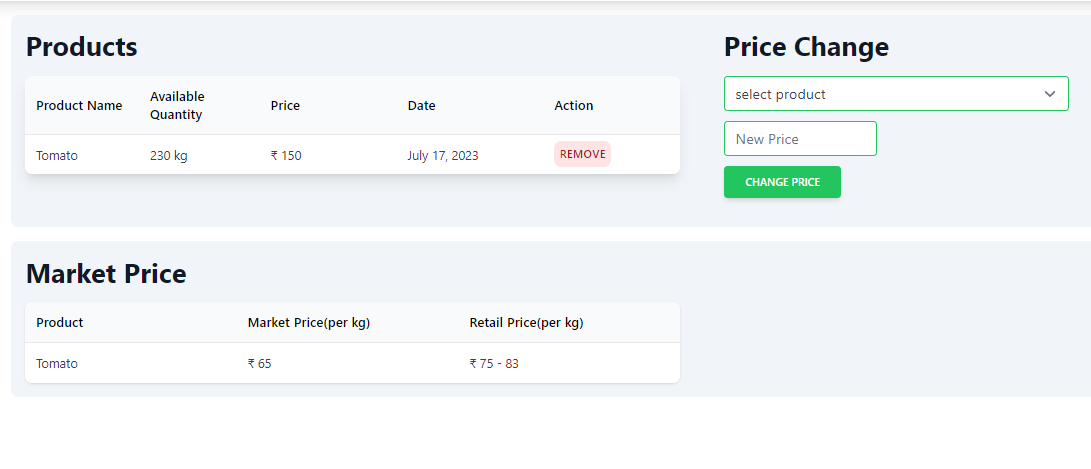 Products
Product Name Available Quantity Price Date Action
Tomato 230 kg ₹ 150 July 17, 2023 REMOVE
Price Change
select product
New Price
CHANGE PRICE
Market Price
Product Market Price(per kg) Retail Price(per kg)
Tomato ₹ 65 ₹ 75 - 83